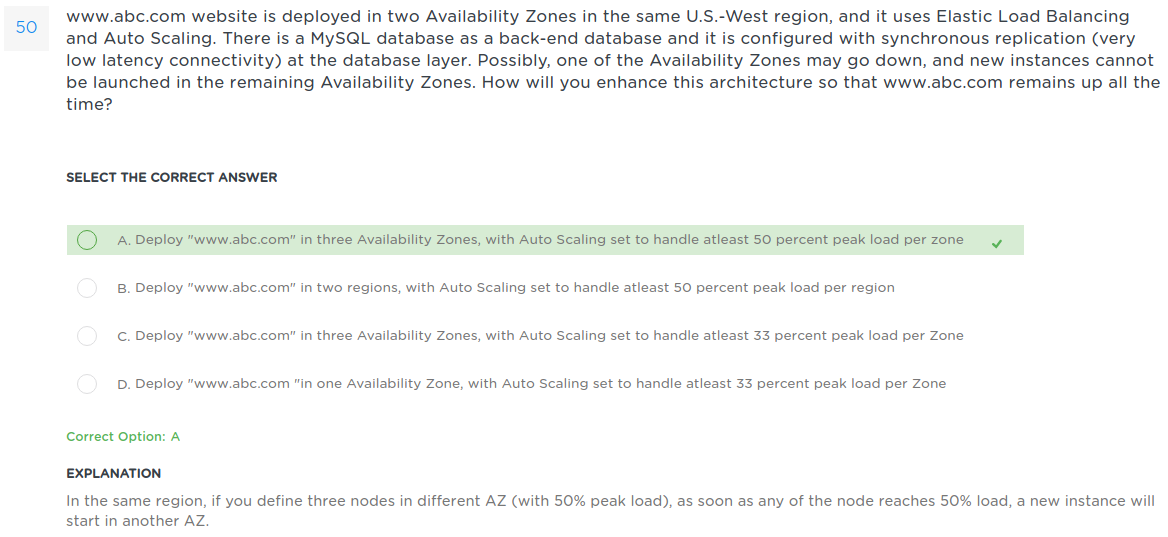 50
www.abc.com website is deployed in two Availability Zones in the same U.S.-West region, and it uses Elastic Load Balancing
and Auto Scaling. There is a MySQL database as a back-end database and it is configured with synchronous replication (very
low latency connectivity) at the database layer. Possibly, one of the Availability Zones may go down, and new instances cannot
be launched in the remaining Availability Zones. How will you enhance this architecture so that www.abc.com remains up all the
time?
SELECT THE CORRECT ANSWER
A. Deploy "www.abc.com" in three Availability Zones, with Auto Scaling set to handle atleast 50 percent peak load per zone
B. Deploy "www.abc.com" in two regions, with Auto Scaling set to handle atleast 50 percent peak load per region
C. Deploy "www.abc.com" in three Availability Zones, with Auto Scaling set to handle atleast 33 percent peak load per Zone
D. Deploy "www.abc.com "in one Availability Zone, with Auto Scaling set to handle atleast 33 percent peak load per Zone
Correct Option: A
EXPLANATION
In the same region, if you define three nodes in different AZ (with 50% peak load), as soon as any of the node reaches 50% load, a new instance will
start in another AZ.